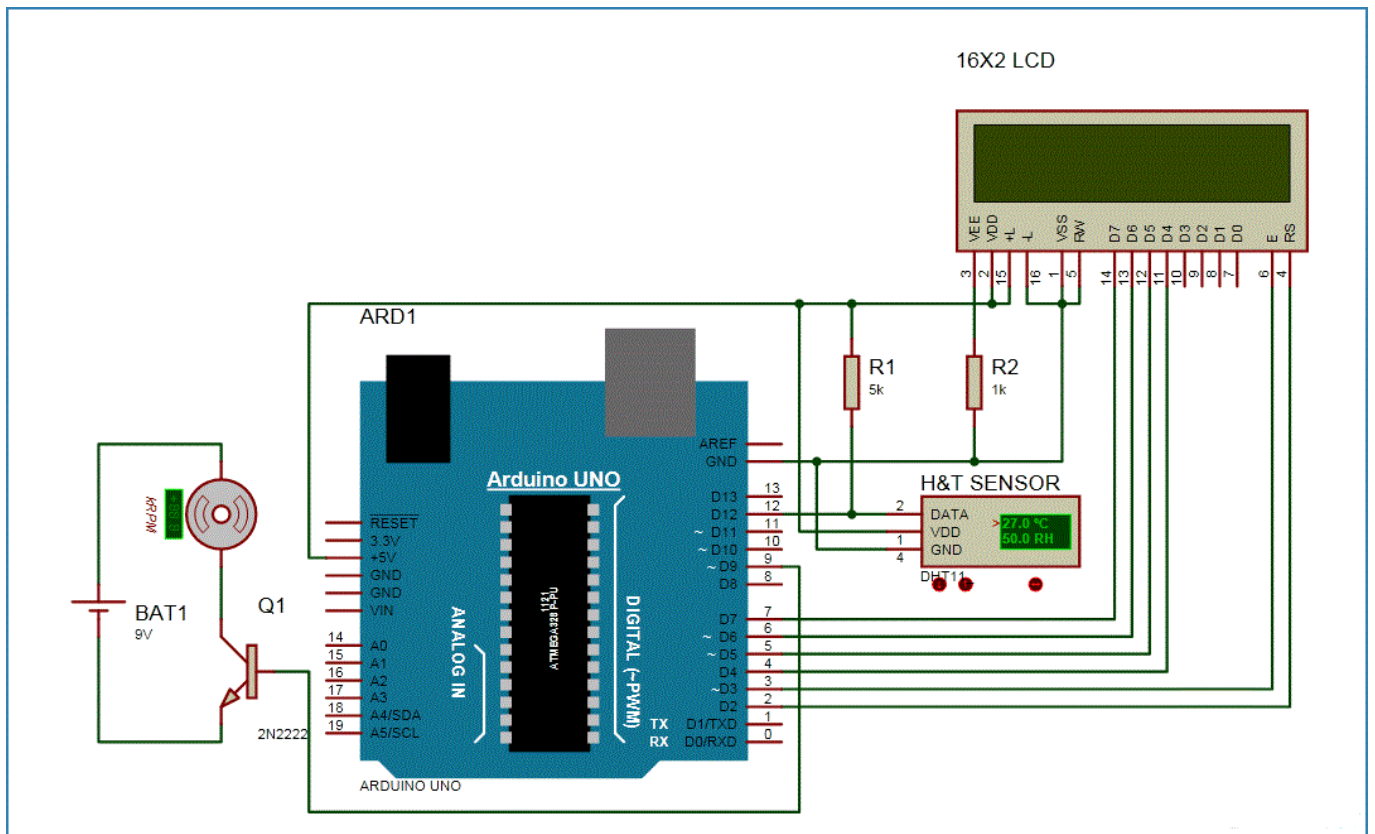 16X2 LCD
VEE VDD +L -L VSS RW D7 D6 D5 D4 D3 D2 D1 D0 E RS
3 2 15 16 1 5 14 13 12 11 10 9 8 7 6 4
ARD1
R1
5k
R2
1k
AREF
GND
Arduino UNO
H&T SENSOR
13 D13
12 D12
11 ~ D11
10 ~ D10
9 ~ D9
8 D8
2 DATA
VDD
1 GND
4
>27.0 ºC
50.0 RH
DHT11
kRPM
RESET
3.3V
+5V
GND
GND
VIN
1121
ATMEGA328P-PU
ANALOG IN
DIGITAL (~PWM)
BAT1
9V
Q1
2N2222
14 A0
15 A1
16 A2
17 A3
18 A4/SDA
19 A5/SCL
D7 7
~ D6 6
~ D5 5
D4 4
~D3 3
D2 2
TX D1/TXD 1
RX D0/RXD 0
ARDUINO UNO